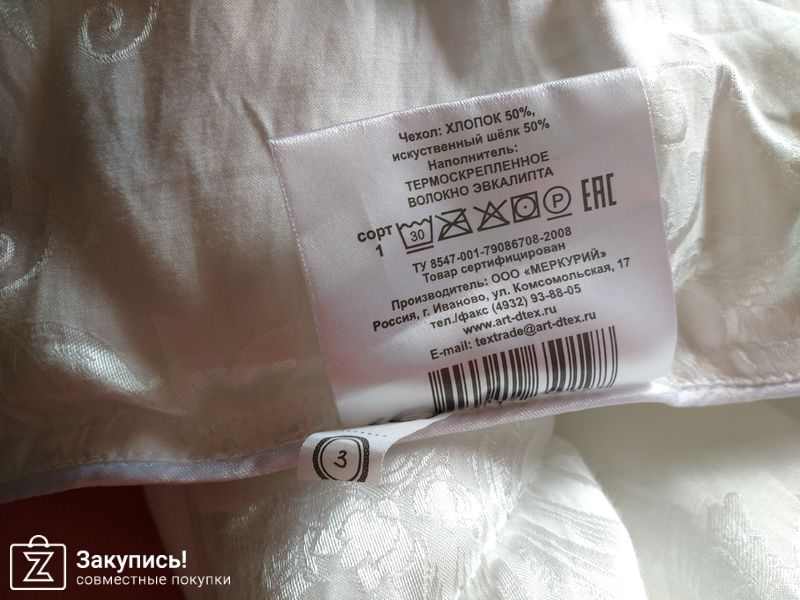 Чехол: ХЛОПОК 50%,
искуственный шёлк 50%
Наполнитель:
ТЕРМОСКРЕПЛЕННОЕ
ВОЛОКНО ЭВКАЛИПТА
сорт
1
30
P
EAC
ТУ 8547-001-79086708-2008
Товар сертифицирован
Производитель: ООО «МЕРКУРИЙ»
Россия, г. Иваново, ул. Комсомольская, 17
тел./факс (4932) 93-88-05
www.art-dtex.ru
E-mail: textrade@art-dtex.ru
3
Z
Закупись!
совместные покупки